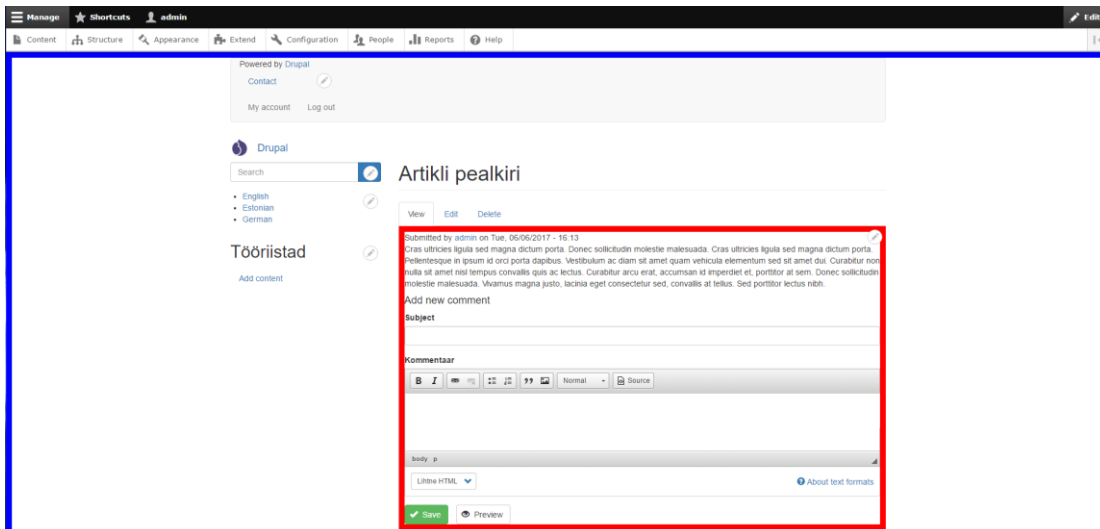 Manage Shortcuts admin Edit
Content Structure Appearance Extend Configuration People Reports Help
Powered by Drupal
Contact
My account Log out
Drupal
Search
English
Estonian
German
Tööriistad
Add content
Artikli pealkiri
View Edit Delete
Submitted by admin on Tue, 06/06/2017 - 16:13
Cras ultricies ligula sed magna dictum porta. Donec sollicitudin molestie malesuada. Cras ultricies ligula sed magna dictum porta.
Pellentesque in ipsum id orci porta dapibus. Vestibulum ac diam sit amet quam vehicula elementum sed sit amet dui. Curabitur non
nulla sit amet nisl tempus convallis quis ac lectus. Curabitur arcu erat, accumsan id imperdiet et, porttitor at sem. Donec sollicitudin
molestie malesuada. Vivamus magna justo, lacinia eget consectetur sed, convallis at tellus. Sed porttitor lectus nibh.
Add new comment
Subject
Kommentaar
B I Normal Source
body p
Lihtne HTML About text formats
Save Preview